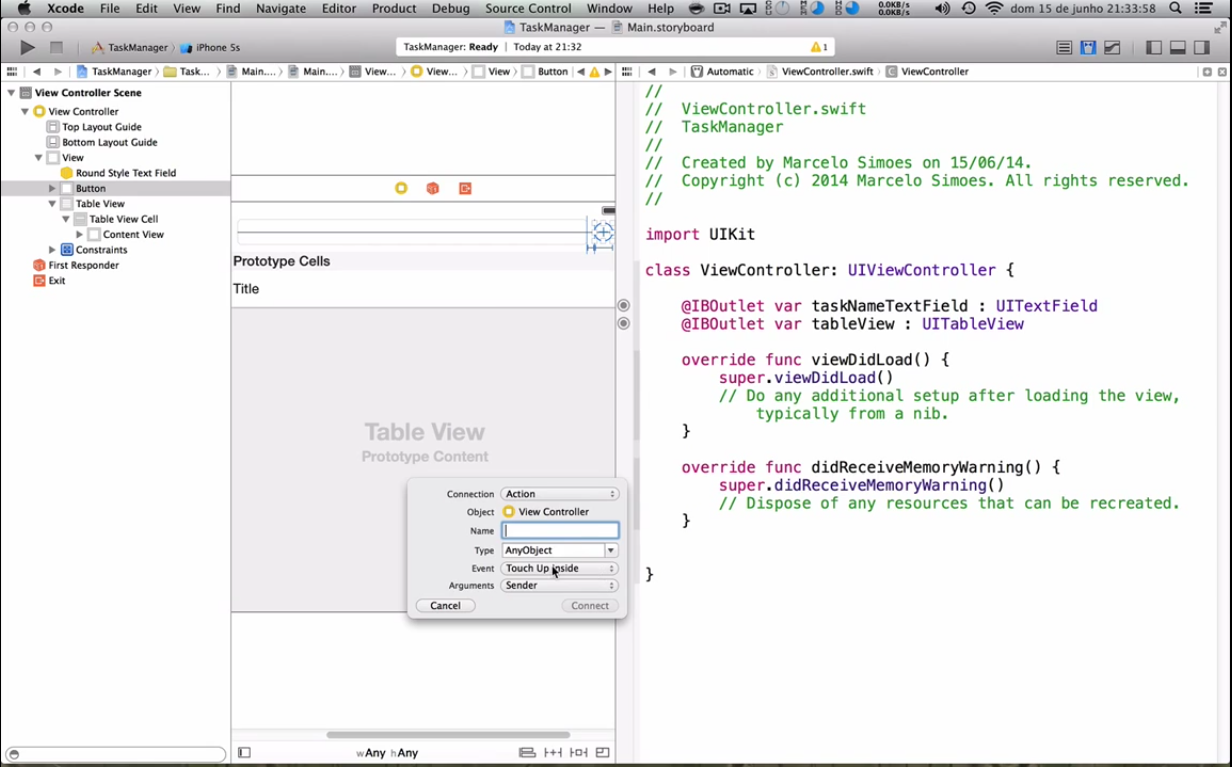 Xcode File Edit View Find Navigate Editor Product Debug Source Control Window Help 0.0KB/s 0.0KB/s dom 15 de junho 21:33:58
TaskManager — Main.storyboard
TaskManager iPhone 5s TaskManager: Ready Today at 21:32 1
TaskManager Task... Main.... Main.... View... View... View Button Automatic ViewController.swift ViewController
View Controller Scene
View Controller
Top Layout Guide
Bottom Layout Guide
View
Round Style Text Field
Button
Table View
Table View Cell
Content View
Constraints
First Responder
Exit
Prototype Cells
Title
Table View
Prototype Content
Connection Action
Object View Controller
Name
Type AnyObject
Event Touch Up Inside
Arguments Sender
Cancel Connect
wAny hAny
//
// ViewController.swift
// TaskManager
//
// Created by Marcelo Simoes on 15/06/14.
// Copyright (c) 2014 Marcelo Simoes. All rights reserved.
//
import UIKit
class ViewController: UIViewController {
@IBOutlet var taskNameTextField : UITextField
@IBOutlet var tableView : UITableView
override func viewDidLoad() {
super.viewDidLoad()
// Do any additional setup after loading the view,
typically from a nib.
}
override func didReceiveMemoryWarning() {
super.didReceiveMemoryWarning()
// Dispose of any resources that can be recreated.
}
}